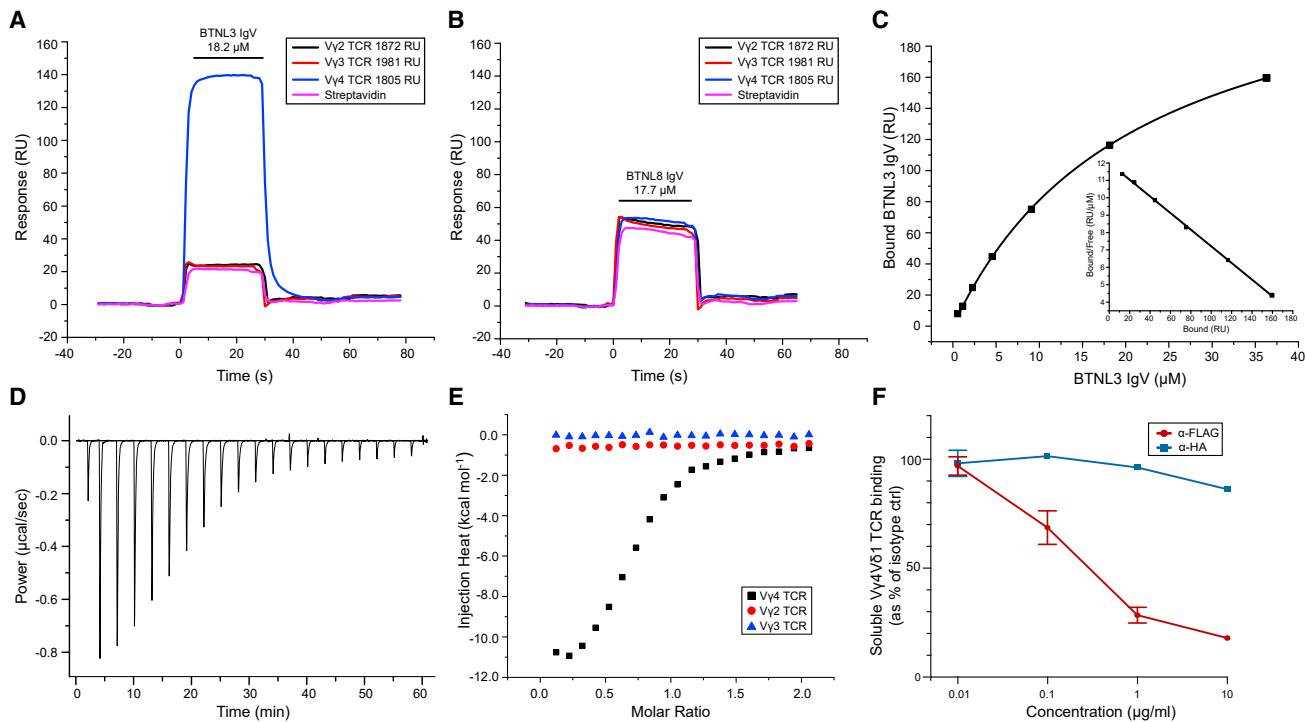 A
BTNL3 IgV
18.2 µM
Vγ2 TCR 1872 RU
Vγ3 TCR 1981 RU
Vγ4 TCR 1805 RU
Streptavidin
160
140
120
100
80
60
40
20
0
-20
-40
-20
0
20
40
60
80
100
Response (RU)
Time (s)
B
BTNL8 IgV
17.7 µM
Vγ2 TCR 1872 RU
Vγ3 TCR 1981 RU
Vγ4 TCR 1805 RU
Streptavidin
160
140
120
100
80
60
40
20
0
-20
-40
-20
0
20
40
60
80
Response (RU)
Time (s)
C
200
180
160
140
120
100
80
60
40
20
0
0
5
10
15
20
25
30
35
40
Bound BTNL3 IgV (RU)
BTNL3 IgV (µM)
12
11
10
9
8
7
6
5
4
0
20
40
60
80
100
120
140
160
180
Bound/Free (RU/µM)
Bound (RU)
D
0.0
-0.2
-0.4
-0.6
-0.8
0
10
20
30
40
50
60
Power (µcal/sec)
Time (min)
E
0.0
-2.0
-4.0
-6.0
-8.0
-10.0
-12.0
0.0
0.5
1.0
1.5
2.0
Injection Heat (kcal mol⁻¹)
Molar Ratio
Vγ4 TCR
Vγ2 TCR
Vγ3 TCR
F
α-FLAG
α-HA
100
50
0
0.01
0.1
1
10
Soluble Vγ4Vδ1 TCR binding
(as % of isotype ctrl)
Concentration (µg/ml)